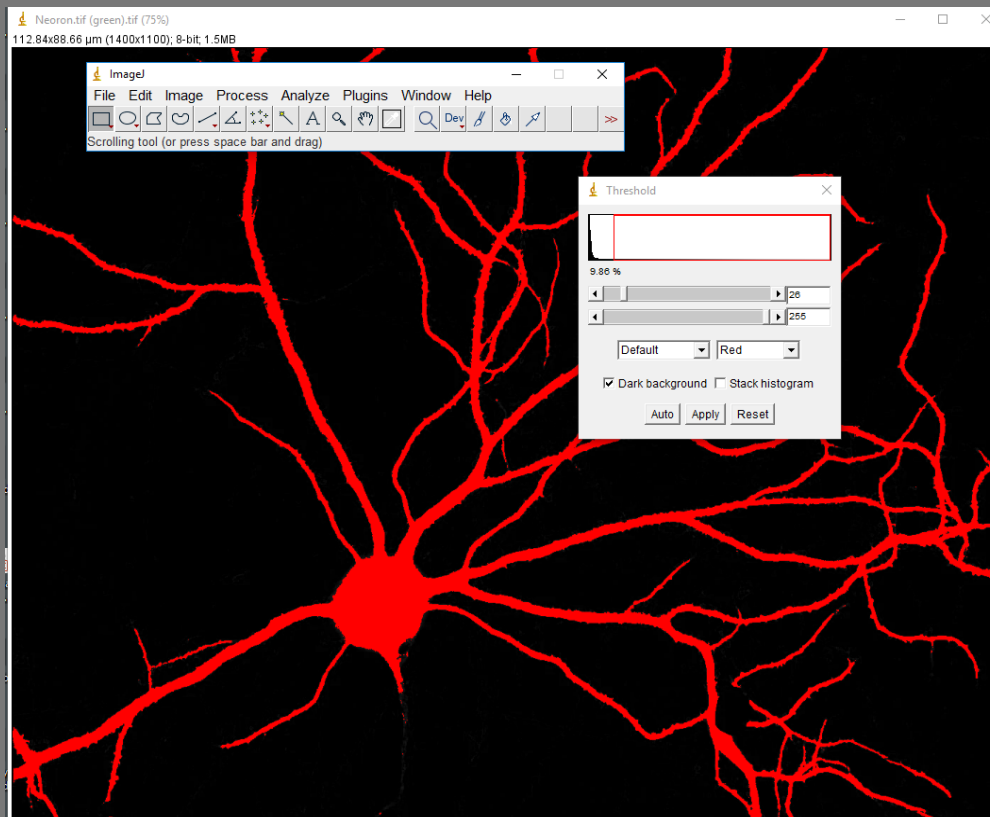 Neoron.tif (green).tif (75%)
112.84x88.66 µm (1400x1100); 8-bit; 1.5MB
ImageJ
File Edit Image Process Analyze Plugins Window Help
A Dev >>
Scrolling tool (or press space bar and drag)
Threshold
9.86 %
26
255
Default Red
Dark background Stack histogram
Auto Apply Reset